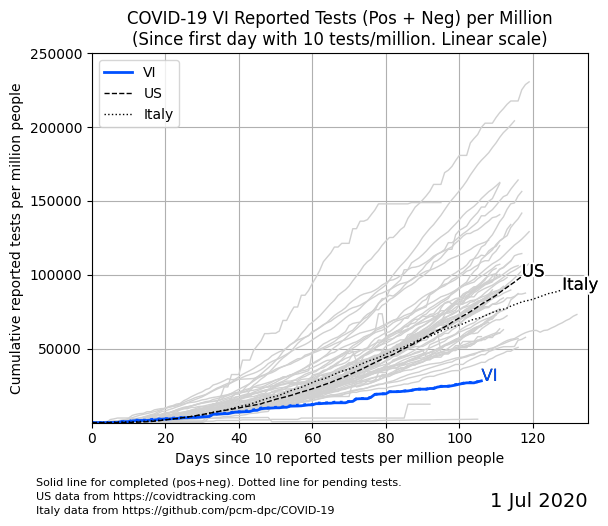 COVID-19 VI Reported Tests (Pos + Neg) per Million
(Since first day with 10 tests/million. Linear scale)
250000
200000
150000
100000
50000
Cumulative reported tests per million people
VI
US
Italy
US
Italy
VI
0 20 40 60 80 100 120
Days since 10 reported tests per million people
Solid line for completed (pos+neg). Dotted line for pending tests.
US data from https://covidtracking.com
Italy data from https://github.com/pcm-dpc/COVID-19
1 Jul 2020